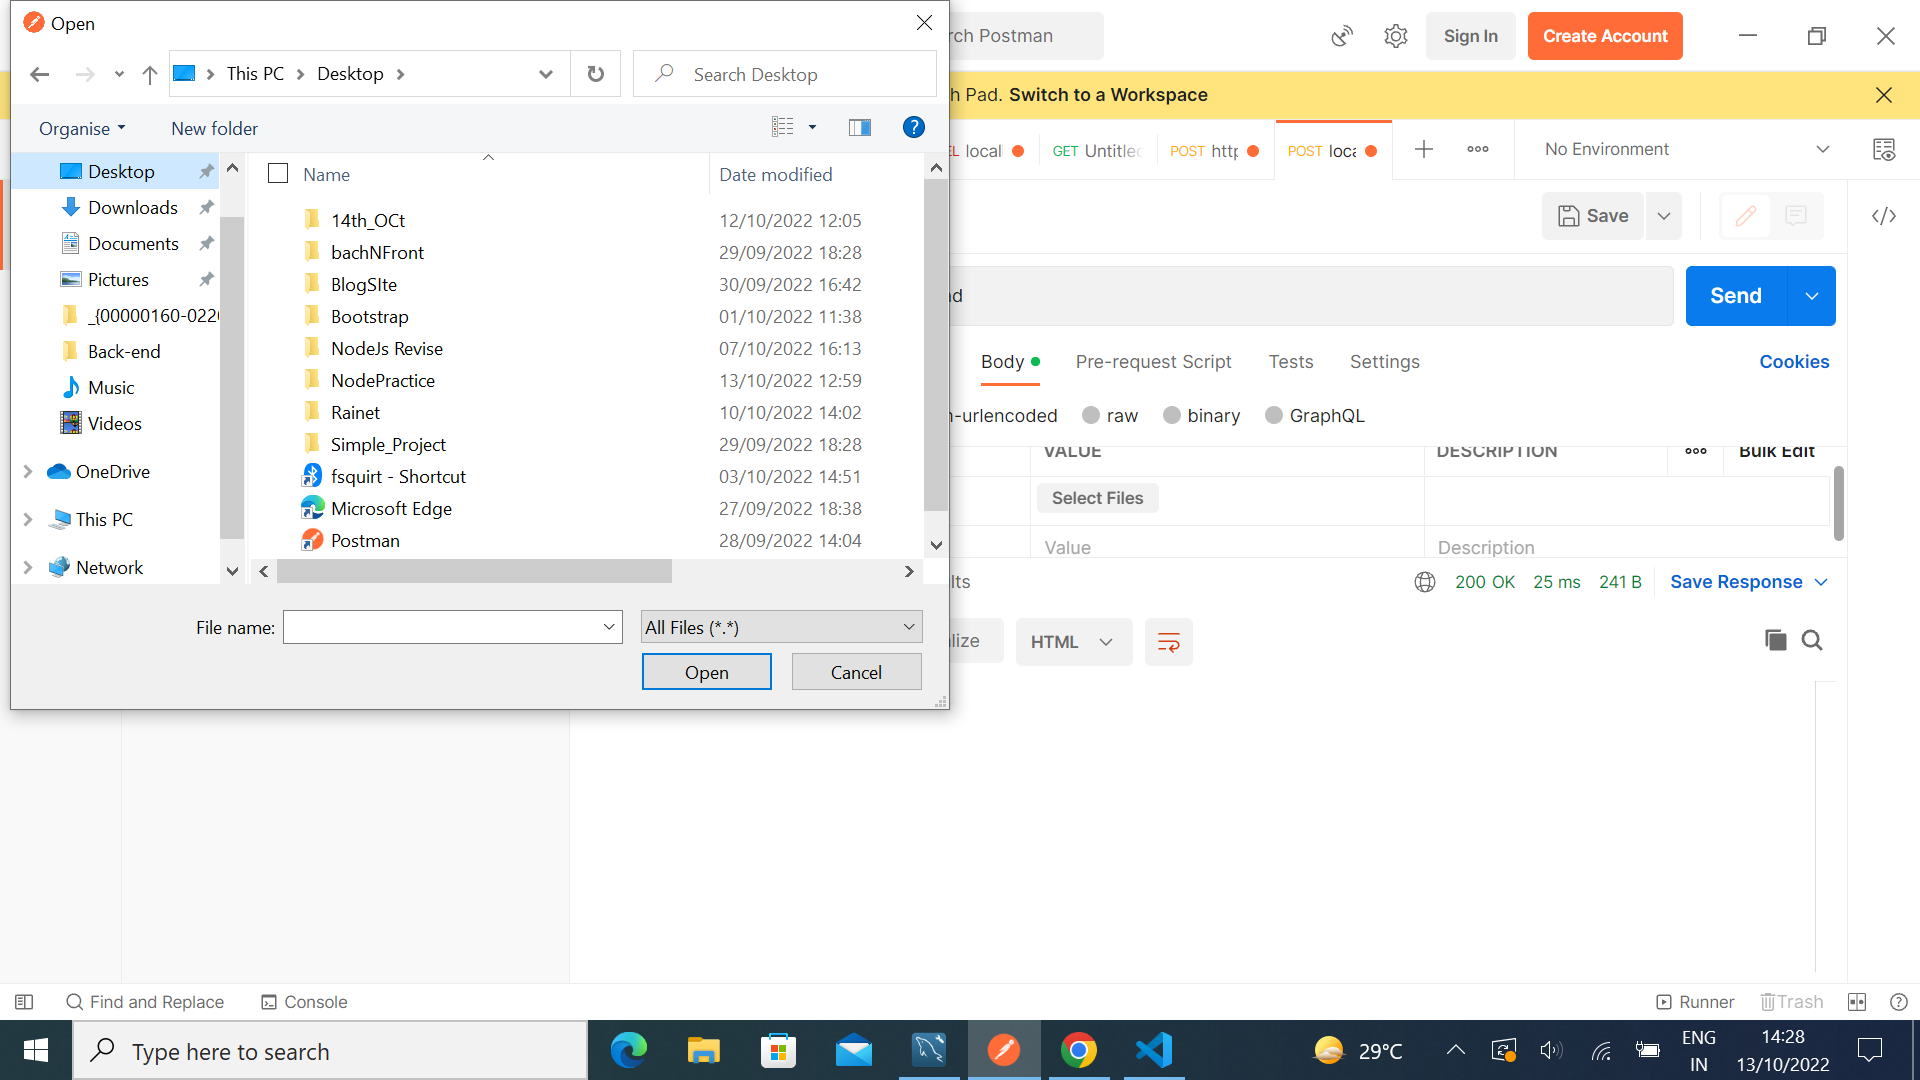 Open
This PC
Desktop
Search Desktop
Organise
New folder
Desktop
Downloads
Documents
Pictures
_{00000160-022
Back-end
Music
Videos
OneDrive
This PC
Network
Name
Date modified
14th_OCt
12/10/2022 12:05
bachNFront
29/09/2022 18:28
BlogSIte
30/09/2022 16:42
Bootstrap
01/10/2022 11:38
NodeJs Revise
07/10/2022 16:13
NodePractice
13/10/2022 12:59
Rainet
10/10/2022 14:02
Simple_Project
29/09/2022 18:28
fsquirt - Shortcut
03/10/2022 14:51
Microsoft Edge
27/09/2022 18:38
Postman
28/09/2022 14:04
File name:
All Files (*.*)
Open
Cancel
rch Postman
Sign In
Create Account
h Pad. Switch to a Workspace
EL local
GET Untitled
POST http
POST loca
No Environment
Save
nd
Send
Body
Pre-request Script
Tests
Settings
Cookies
n-urlencoded
raw
binary
GraphQL
VALUE
DESCRIPTION
Bulk Edit
Select Files
Value
Description
lts
200 OK
25 ms
241 B
Save Response
alize
HTML
Find and Replace
Console
Runner
Trash
Type here to search
29°C
ENG
IN
14:28
13/10/2022